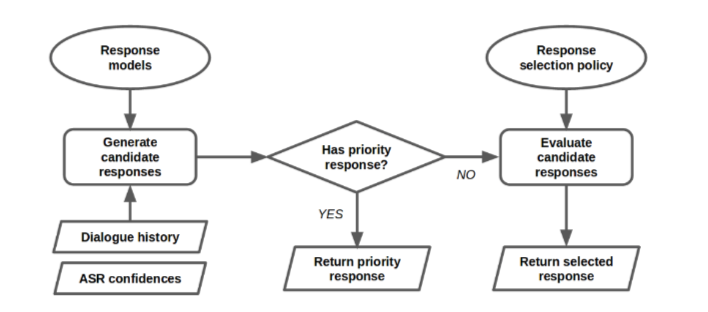 Response
models
Response
selection policy
Generate
candidate
responses
Has priority
response?
NO
Evaluate
candidate
responses
YES
Dialogue history
ASR confidences
Return priority
response
Return selected
response